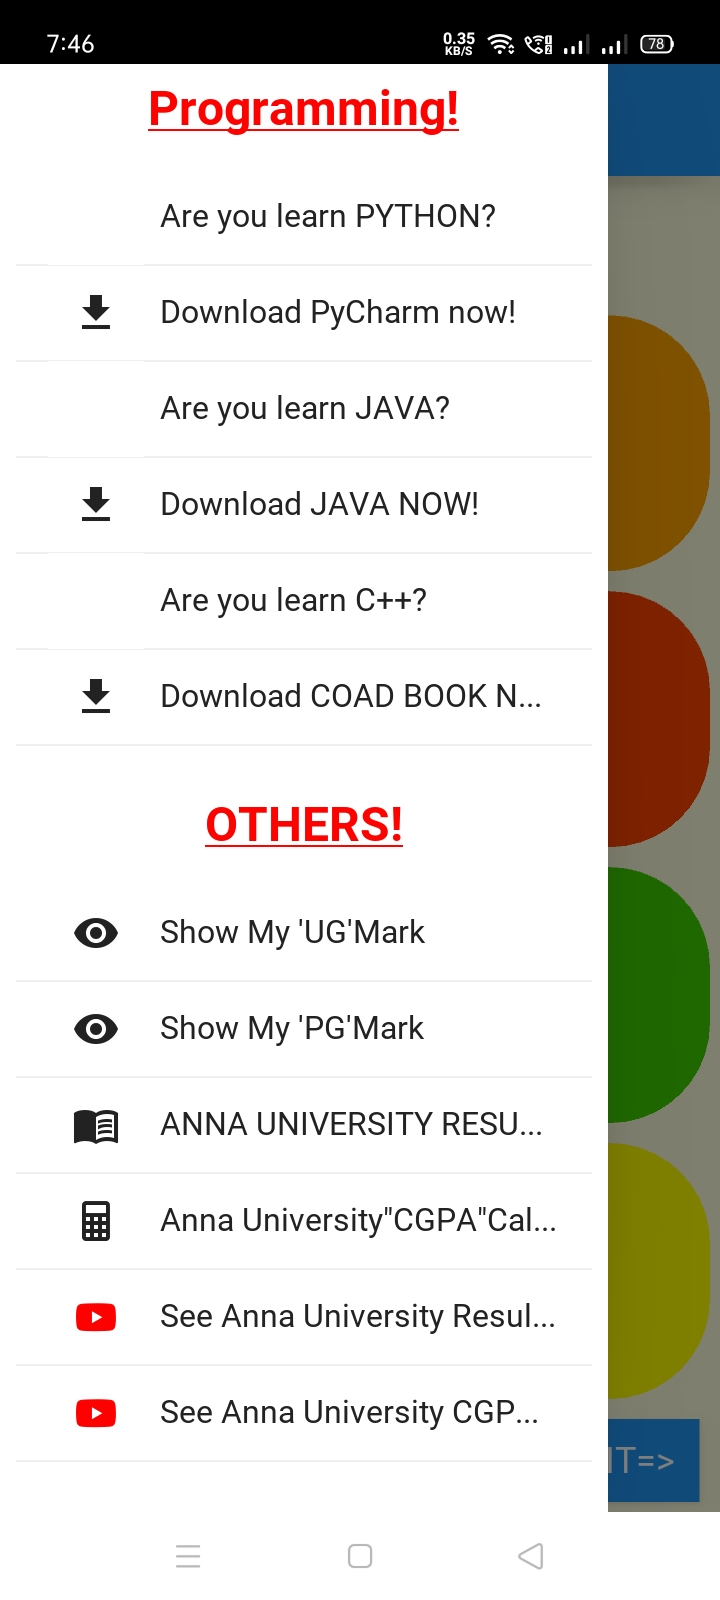 7:46
0.35
KB/S
1
2
78
Programming!
Are you learn PYTHON?
Download PyCharm now!
Are you learn JAVA?
Download JAVA NOW!
Are you learn C++?
Download COAD BOOK N...
OTHERS!
Show My 'UG'Mark
Show My 'PG'Mark
ANNA UNIVERSITY RESU...
Anna University"CGPA"Cal...
See Anna University Resul...
See Anna University CGP...
IT=>